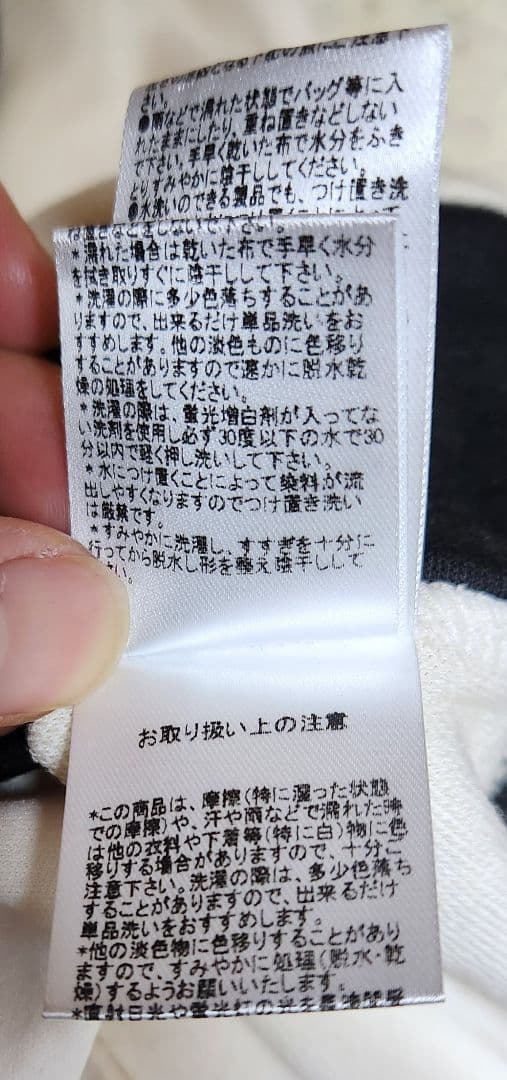 さい。
●雨などで濡れた状態でバッグ等に入
れたままにしたり、重ね置きなどしない
下さい。手早く乾いた布で水分をふき
とりすみやかに陰干ししてください。
●水洗いのできる製品でも、つけ置き洗
*濡れた場合は乾いた布で手早く水分
を拭き取りすぐに陰干しして下さい。
*洗濯の際に多少色落ちすることがあ
りますので、出来るだけ単品洗いをお
すすめします。他の淡色ものに色移り
することがありますので速かに脱水乾
燥の処理をしてください。
*洗濯の際は、蛍光増白剤が入ってな
い洗剤を使用し必ず30度以下の水で30
分以内で軽く押し洗いして下さい。
*水につけ置くことによって染料が流
出しやすくなりますのでつけ置き洗い
は厳禁です。
*すみやかに洗濯し、すすぎを十分に
行ってから脱水し形を整え陰干しして
さい。
お取り扱い上の注意
*この商品は、摩擦(特に湿った状態
での摩擦)や、汗や雨などで濡れた時
は他の衣料や下着等(特に白)物に色
移りする場合がありますので、十分ご
注意下さい。洗濯の際は、多少色落ち
することがありますので、出来るだけ
単品洗いをおすすめします。
*他の淡色物に色移りすることがあり
ますので、すみやかに処理(脱水・乾
燥)するようお願いいたします。
*直射日光や蛍光灯の光を長時間